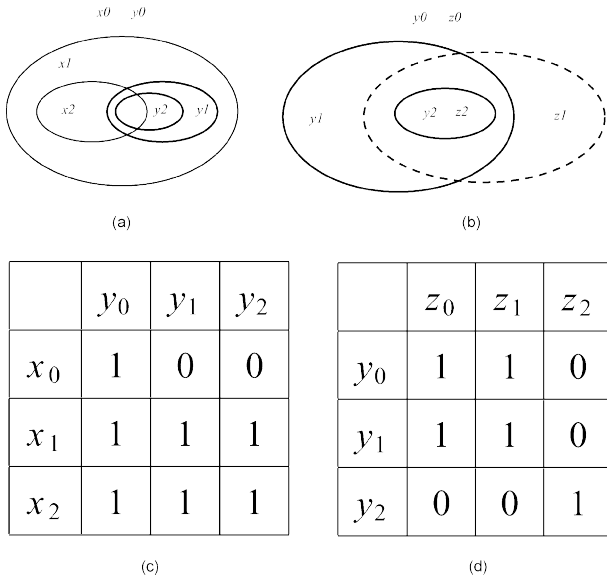 x0 y0
x1
x2 y2 y1
(a)
y0 z0
y1 y2 z2 z1
(b)
y0 y1 y2
x0 1 0 0
x1 1 1 1
x2 1 1 1
(c)
z0 z1 z2
y0 1 1 0
y1 1 1 0
y2 0 0 1
(d)